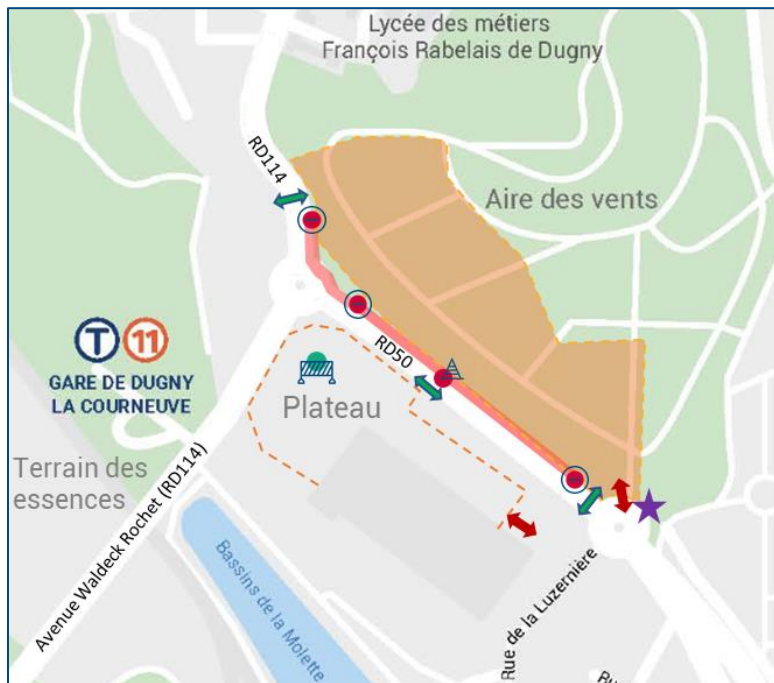 Lycée des métiers
François Rabelais de Dugny
RD114
Aire des vents
RD50
T 11
GARE DE DUGNY
LA COURNEUVE
Plateau
Terrain des
essences
Avenue Waldeck Rochet (RD114)
Bassins de la Molette
Rue de la Luzernière